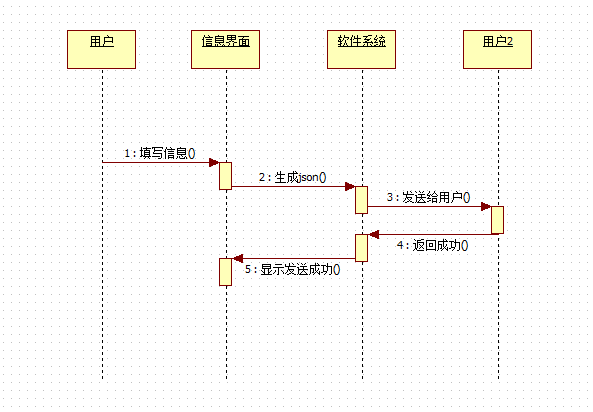 用户
信息界面
软件系统
用户2
1 : 填写信息()
2 : 生成json()
3 : 发送给用户()
4 : 返回成功()
5 : 显示发送成功()